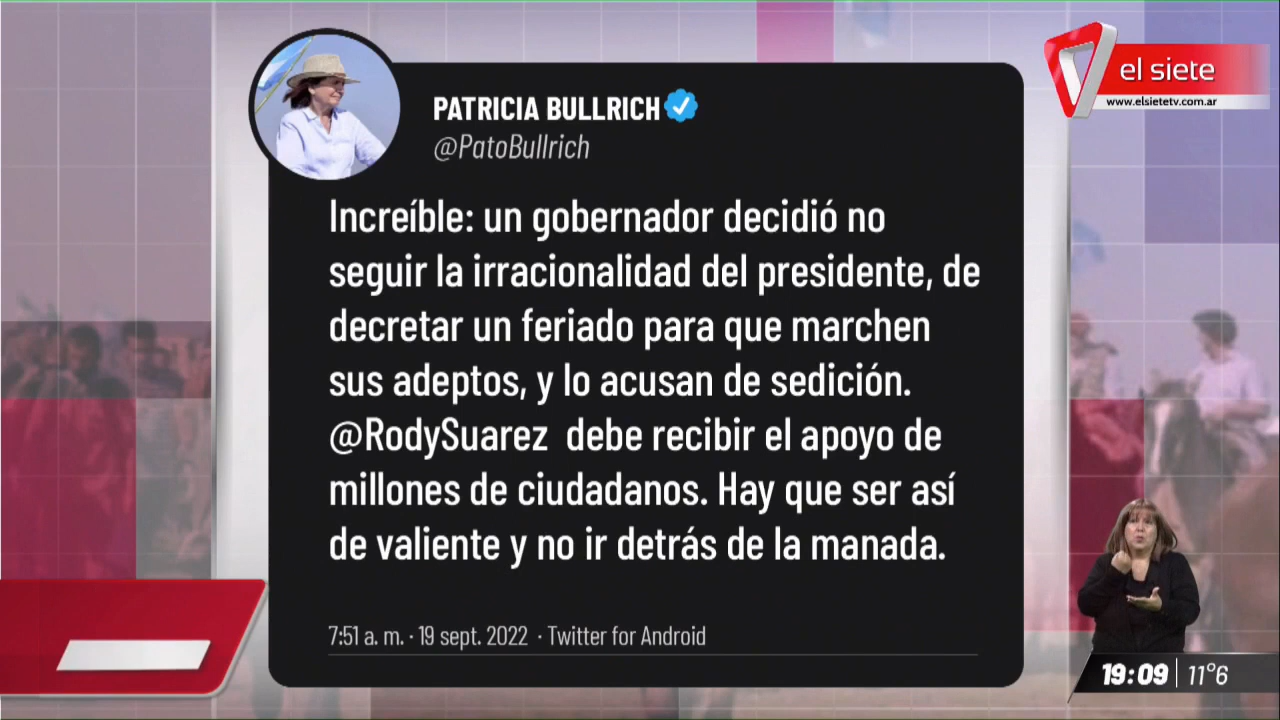 el siete
www.elsietetv.com.ar
PATRICIA BULLRICH
@PatoBullrich
Increíble: un gobernador decidió no
seguir la irracionalidad del presidente, de
decretar un feriado para que marchen
sus adeptos, y lo acusan de sedición.
@RodySuarez debe recibir el apoyo de
millones de ciudadanos. Hay que ser así
de valiente y no ir detrás de la manada.
7:51 a. m. · 19 sept. 2022 · Twitter for Android
19:09 11°6